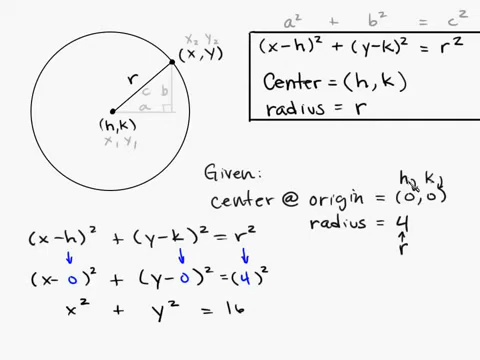 a² + b² = c²
(x-h)² + (y-k)² = r²
Center = (h, k)
radius = r
x₂ y₂
(x, y)
r
c b
a
(h, k)
x₁ y₁
Given:
h, k
center @ origin = (0, 0)
radius = 4
r
(x-h)² + (y-k)² = r²
(x-0)² + (y-0)² = (4)²
x² + y² = 16